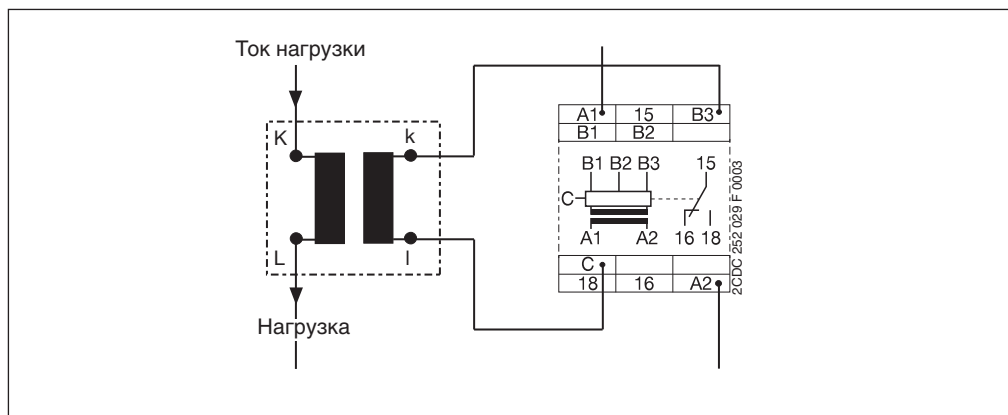 Ток нагрузки
K
k
L
l
Нагрузка
A1 15 B3
B1 B2
B1 B2 B3 15
C
A1 A2 16 18
C
18 16 A2
2CDC 252 029 F 0003